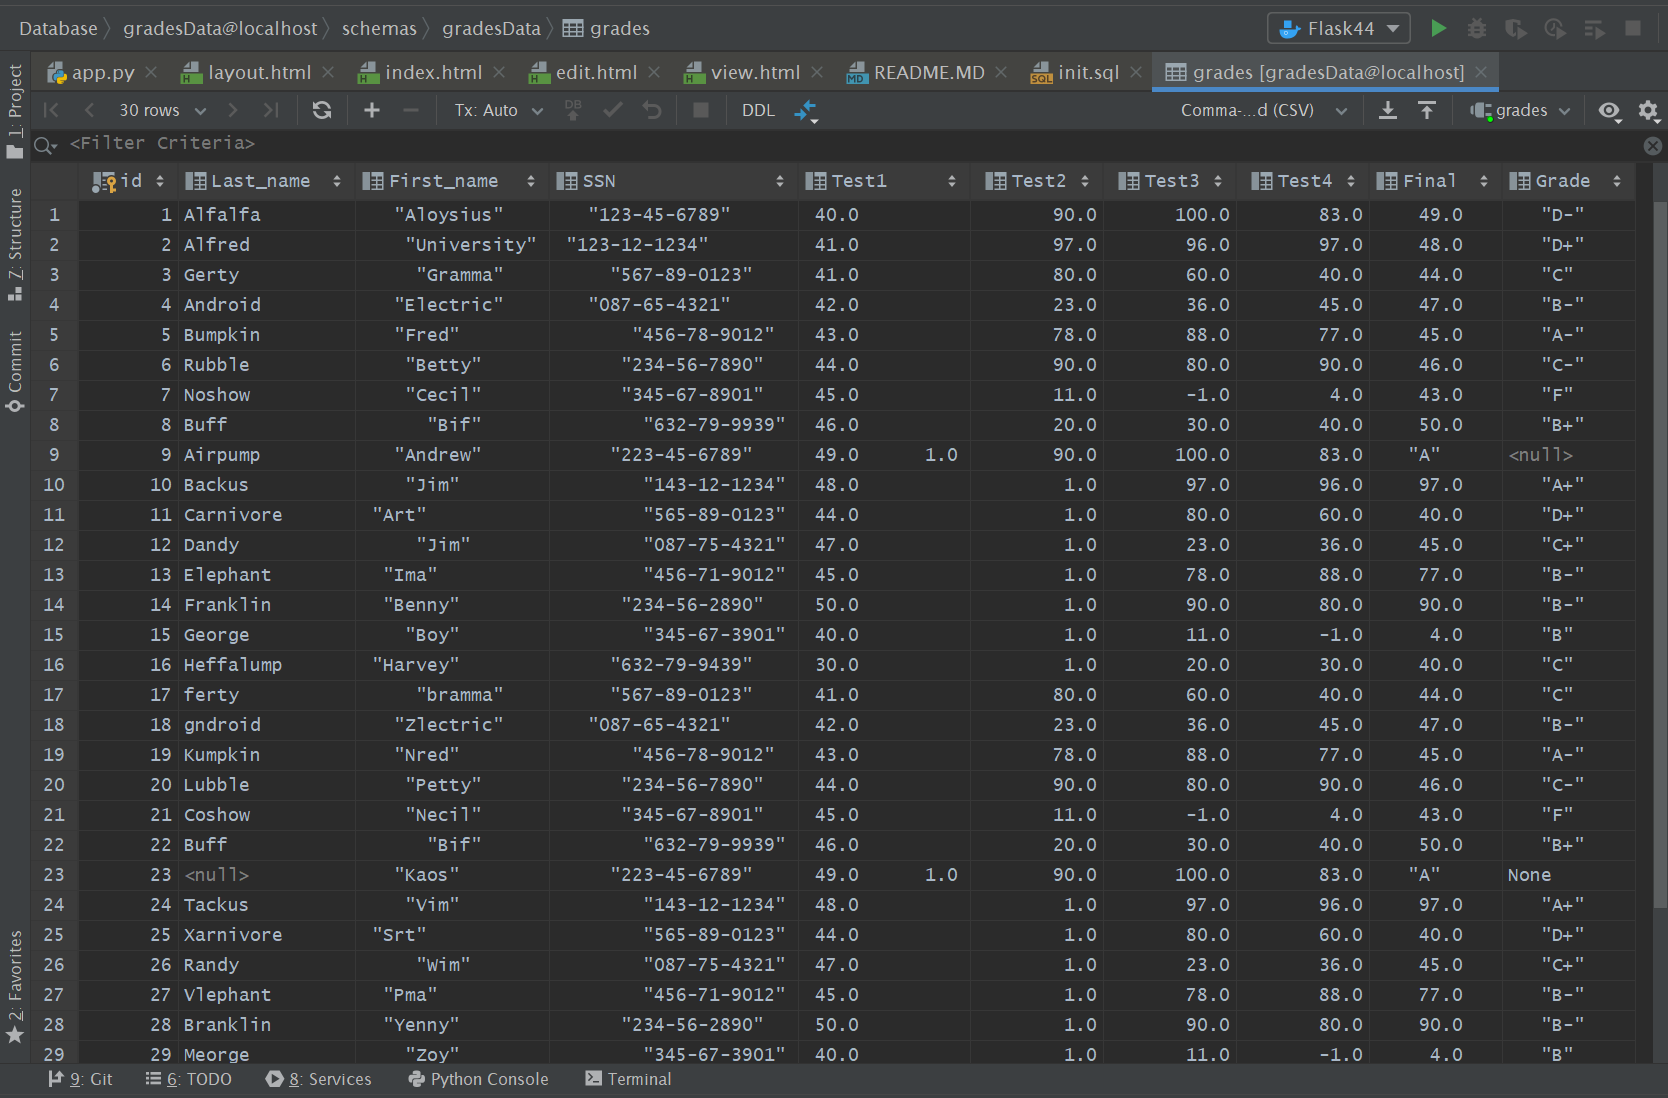 Database gradesData@localhost schemas gradesData grades Flask44
app.py layout.html index.html edit.html view.html README.MD init.sql grades [gradesData@localhost]
30 rows Tx: Auto DB DDL Comma-...d (CSV) grades
<Filter Criteria>
id Last_name First_name SSN Test1 Test2 Test3 Test4 Final Grade
1 1 Alfalfa "Aloysius" "123-45-6789" 40.0 90.0 100.0 83.0 49.0 "D-"
2 2 Alfred "University" "123-12-1234" 41.0 97.0 96.0 97.0 48.0 "D+"
3 3 Gerty "Gramma" "567-89-0123" 41.0 80.0 60.0 40.0 44.0 "C"
4 4 Android "Electric" "087-65-4321" 42.0 23.0 36.0 45.0 47.0 "B-"
5 5 Bumpkin "Fred" "456-78-9012" 43.0 78.0 88.0 77.0 45.0 "A-"
6 6 Rubble "Betty" "234-56-7890" 44.0 90.0 80.0 90.0 46.0 "C-"
7 7 Noshow "Cecil" "345-67-8901" 45.0 11.0 -1.0 4.0 43.0 "F"
8 8 Buff "Bif" "632-79-9939" 46.0 20.0 30.0 40.0 50.0 "B+"
9 9 Airpump "Andrew" "223-45-6789" 49.0 1.0 90.0 100.0 83.0 "A" <null>
10 10 Backus "Jim" "143-12-1234" 48.0 1.0 97.0 96.0 97.0 "A+"
11 11 Carnivore "Art" "565-89-0123" 44.0 1.0 80.0 60.0 40.0 "D+"
12 12 Dandy "Jim" "087-75-4321" 47.0 1.0 23.0 36.0 45.0 "C+"
13 13 Elephant "Ima" "456-71-9012" 45.0 1.0 78.0 88.0 77.0 "B-"
14 14 Franklin "Benny" "234-56-2890" 50.0 1.0 90.0 80.0 90.0 "B-"
15 15 George "Boy" "345-67-3901" 40.0 1.0 11.0 -1.0 4.0 "B"
16 16 Heffalump "Harvey" "632-79-9439" 30.0 1.0 20.0 30.0 40.0 "C"
17 17 ferty "bramma" "567-89-0123" 41.0 80.0 60.0 40.0 44.0 "C"
18 18 gndroid "Zlectric" "087-65-4321" 42.0 23.0 36.0 45.0 47.0 "B-"
19 19 Kumpkin "Nred" "456-78-9012" 43.0 78.0 88.0 77.0 45.0 "A-"
20 20 Lubble "Petty" "234-56-7890" 44.0 90.0 80.0 90.0 46.0 "C-"
21 21 Coshow "Necil" "345-67-8901" 45.0 11.0 -1.0 4.0 43.0 "F"
22 22 Buff "Bif" "632-79-9939" 46.0 20.0 30.0 40.0 50.0 "B+"
23 23 <null> "Kaos" "223-45-6789" 49.0 1.0 90.0 100.0 83.0 "A" None
24 24 Tackus "Vim" "143-12-1234" 48.0 1.0 97.0 96.0 97.0 "A+"
25 25 Xarnivore "Srt" "565-89-0123" 44.0 1.0 80.0 60.0 40.0 "D+"
26 26 Randy "Wim" "087-75-4321" 47.0 1.0 23.0 36.0 45.0 "C+"
27 27 Vlephant "Pma" "456-71-9012" 45.0 1.0 78.0 88.0 77.0 "B-"
28 28 Branklin "Yenny" "234-56-2890" 50.0 1.0 90.0 80.0 90.0 "B-"
29 29 Meorge "Zoy" "345-67-3901" 40.0 1.0 11.0 -1.0 4.0 "B"
1: Project
7: Structure
Commit
2: Favorites
9: Git 6: TODO 8: Services Python Console Terminal